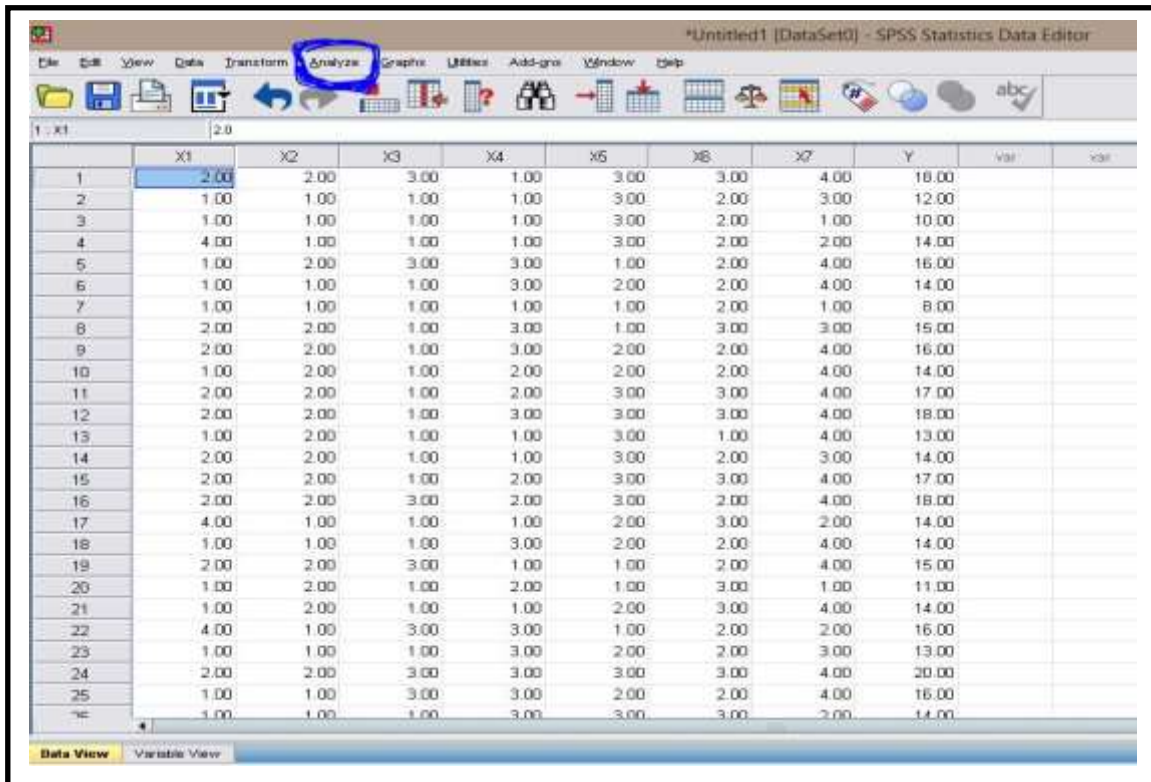 *Untitled1 [DataSet0] - SPSS Statistics Data Editor
File Edit View Data Transform Analyze Graphs Utilities Add-ons Window Help
1 : X1 2.0
X1 X2 X3 X4 X5 X6 X7 Y var var
1 2.00 2.00 3.00 1.00 3.00 3.00 4.00 18.00
2 1.00 1.00 1.00 1.00 3.00 2.00 3.00 12.00
3 1.00 1.00 1.00 1.00 3.00 2.00 1.00 10.00
4 4.00 1.00 1.00 1.00 3.00 2.00 2.00 14.00
5 1.00 2.00 3.00 3.00 1.00 2.00 4.00 16.00
6 1.00 1.00 1.00 3.00 2.00 2.00 4.00 14.00
7 1.00 1.00 1.00 1.00 1.00 2.00 1.00 8.00
8 2.00 2.00 1.00 3.00 1.00 3.00 3.00 15.00
9 2.00 2.00 1.00 3.00 2.00 2.00 4.00 16.00
10 1.00 2.00 1.00 2.00 2.00 2.00 4.00 14.00
11 2.00 2.00 1.00 2.00 3.00 3.00 4.00 17.00
12 2.00 2.00 1.00 3.00 3.00 3.00 4.00 18.00
13 1.00 2.00 1.00 1.00 3.00 1.00 4.00 13.00
14 2.00 2.00 1.00 1.00 3.00 2.00 3.00 14.00
15 2.00 2.00 1.00 2.00 3.00 3.00 4.00 17.00
16 2.00 2.00 3.00 2.00 3.00 2.00 4.00 18.00
17 4.00 1.00 1.00 1.00 2.00 3.00 2.00 14.00
18 1.00 1.00 1.00 3.00 2.00 2.00 4.00 14.00
19 2.00 2.00 3.00 1.00 1.00 2.00 4.00 15.00
20 1.00 2.00 1.00 2.00 1.00 3.00 1.00 11.00
21 1.00 2.00 1.00 1.00 2.00 3.00 4.00 14.00
22 4.00 1.00 3.00 3.00 1.00 2.00 2.00 16.00
23 1.00 1.00 1.00 3.00 2.00 2.00 3.00 13.00
24 2.00 2.00 3.00 3.00 3.00 3.00 4.00 20.00
25 1.00 1.00 3.00 3.00 2.00 2.00 4.00 16.00
1.00 1.00 1.00 3.00 3.00 3.00 2.00 14.00
Data View Variable View